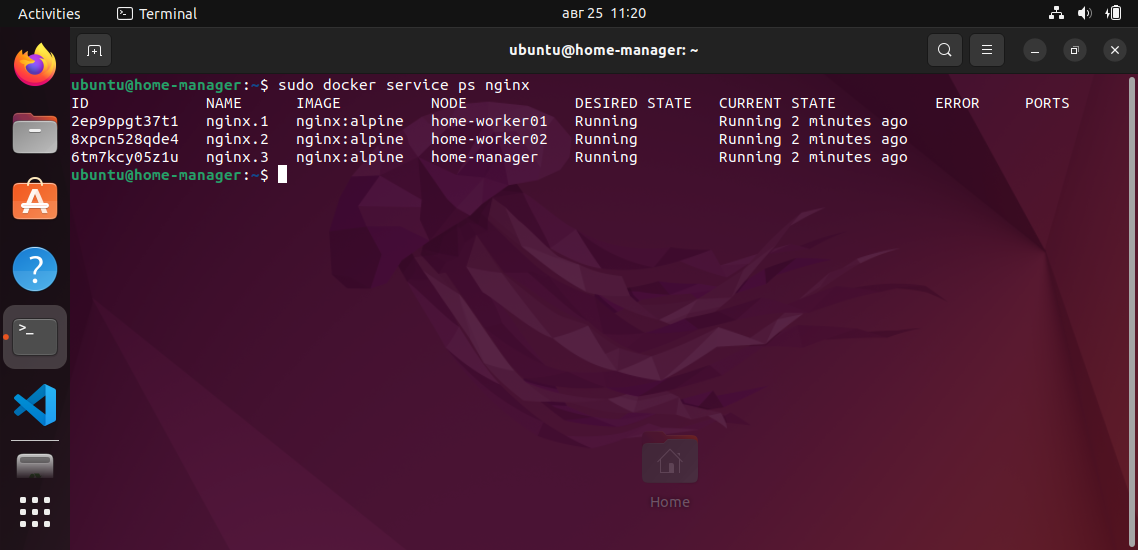 Activities Terminal авг 25 11:20
ubuntu@home-manager: ~
ubuntu@home-manager:~$ sudo docker service ps nginx
ID NAME IMAGE NODE DESIRED STATE CURRENT STATE ERROR PORTS
2ep9ppgt37t1 nginx.1 nginx:alpine home-worker01 Running Running 2 minutes ago
8xpcn528qde4 nginx.2 nginx:alpine home-worker02 Running Running 2 minutes ago
6tm7kcy05z1u nginx.3 nginx:alpine home-manager Running Running 2 minutes ago
ubuntu@home-manager:~$
Home